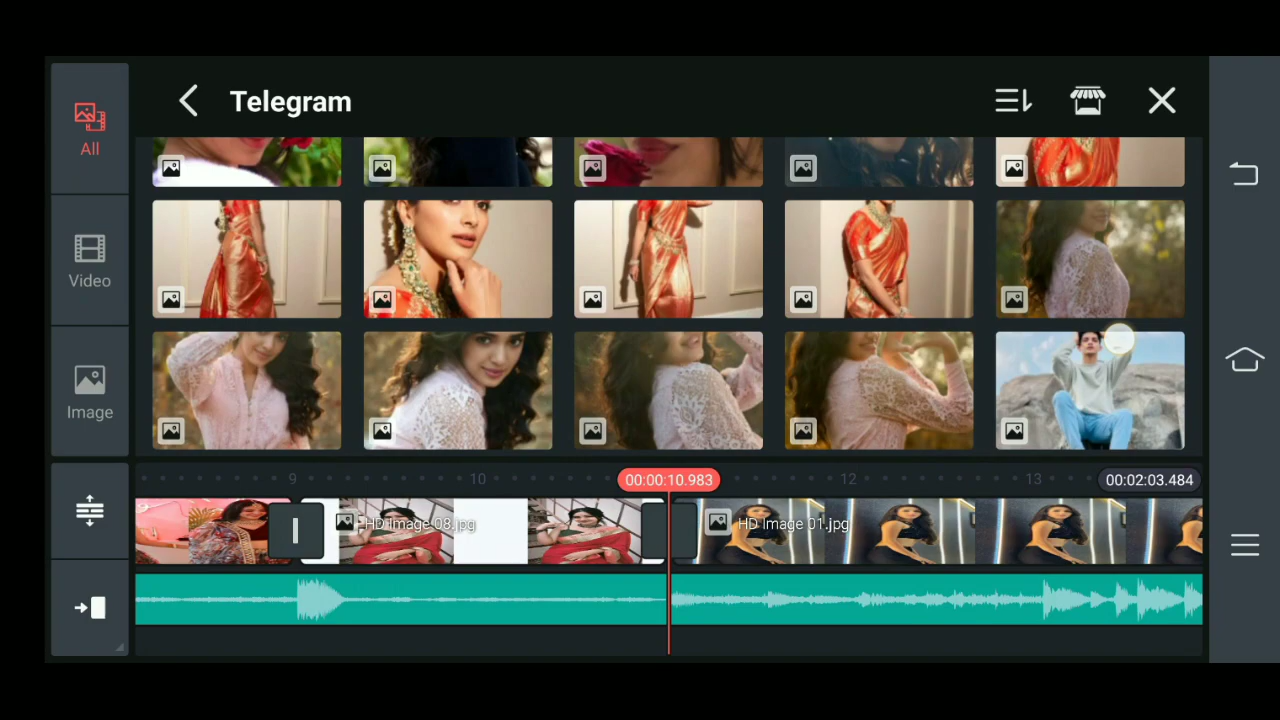 Telegram
All
Video
Image
9
10
00:00:10.983
12
13
00:02:03.484
HD Image 08.jpg
HD Image 01.jpg